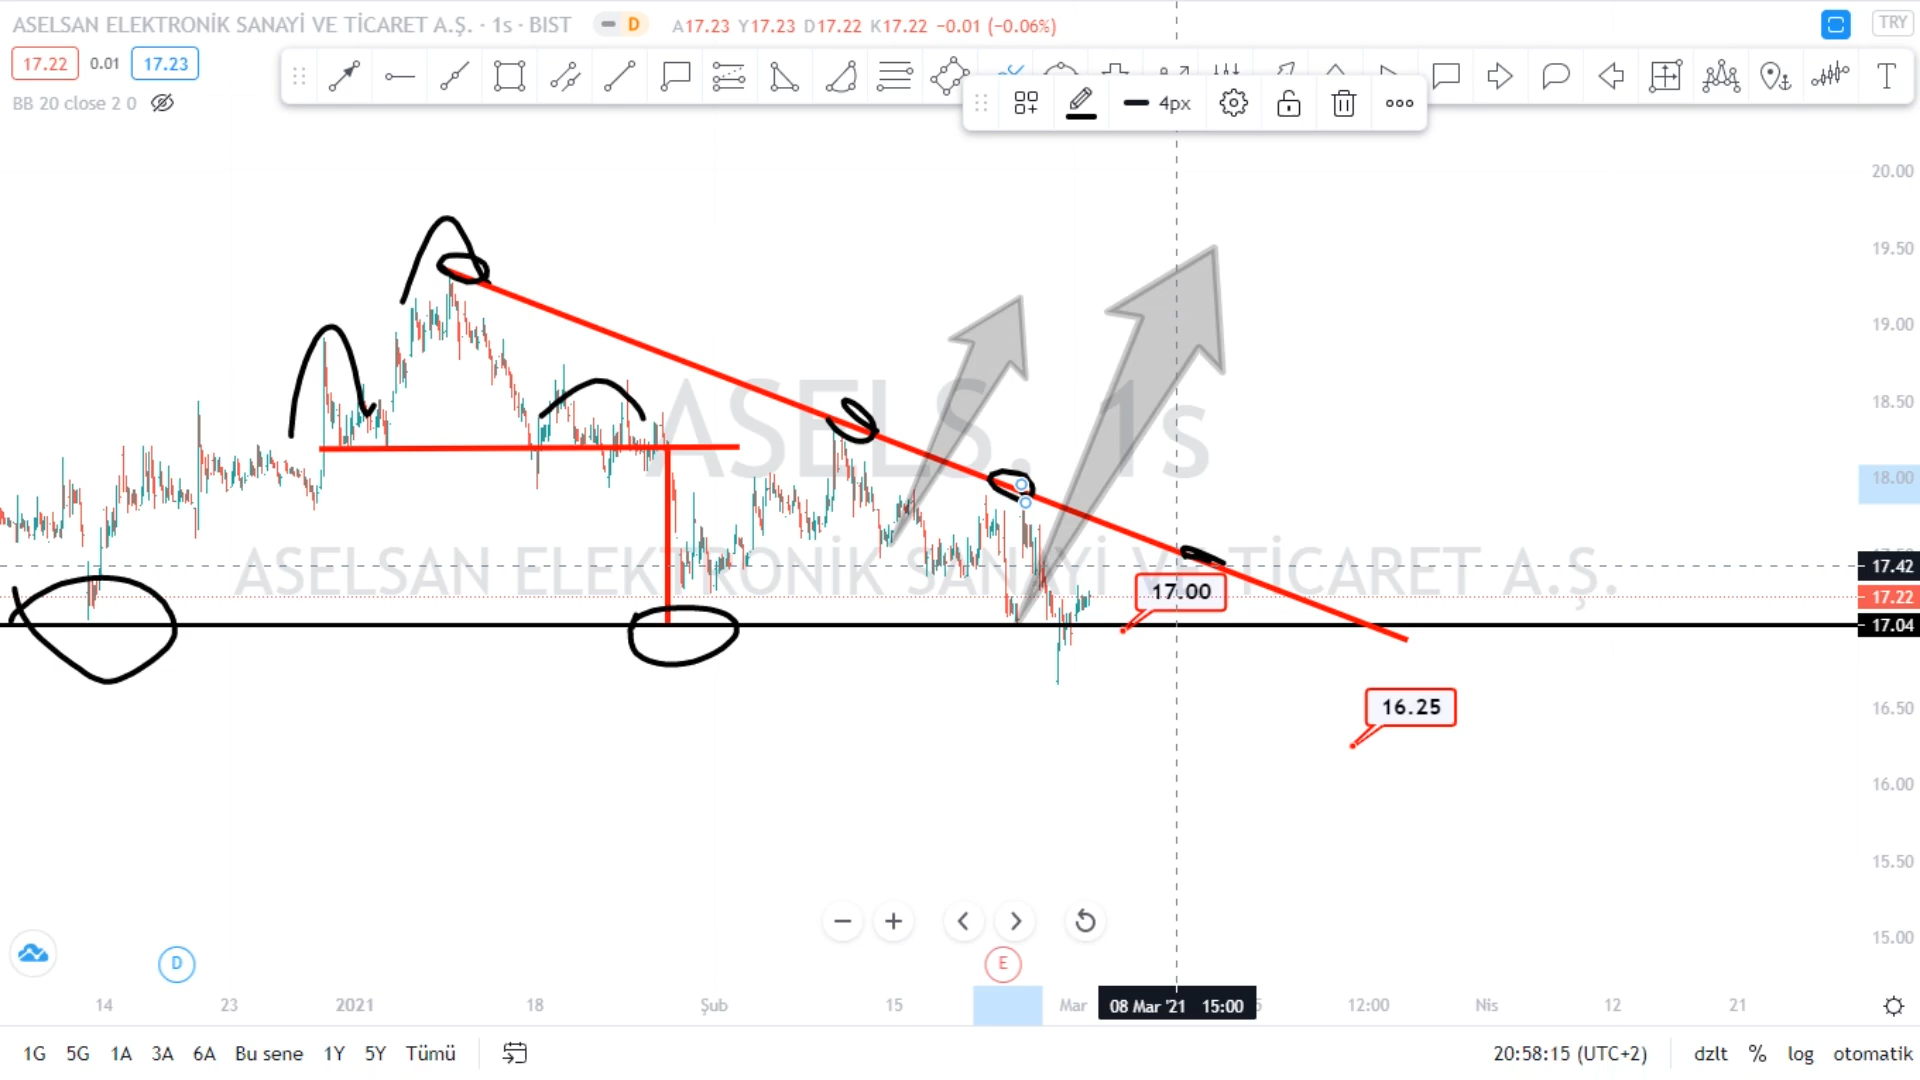 ASELSAN ELEKTRONİK SANAYİ VE TİCARET A.Ş. · 1s · BIST
D
A17.23 Y17.23 D17.22 K17.22 −0.01 (−0.06%)
TRY
17.22 0.01 17.23
BB 20 close 2 0
4px
T
20.00
19.50
19.00
18.50
18.00
17.42
17.22
17.04
16.50
16.00
15.50
15.00
ASELS, 1s
ASELSAN ELEKTRONİK SANAYİ VE TİCARET A.Ş.
17.00
16.25
D
E
14 23 2021 18 Şub 15 Mar 08 Mar '21 15:00 12:00 Nis 12 21
1G 5G 1A 3A 6A Bu sene 1Y 5Y Tümü
20:58:15 (UTC+2) dzlt % log otomatik